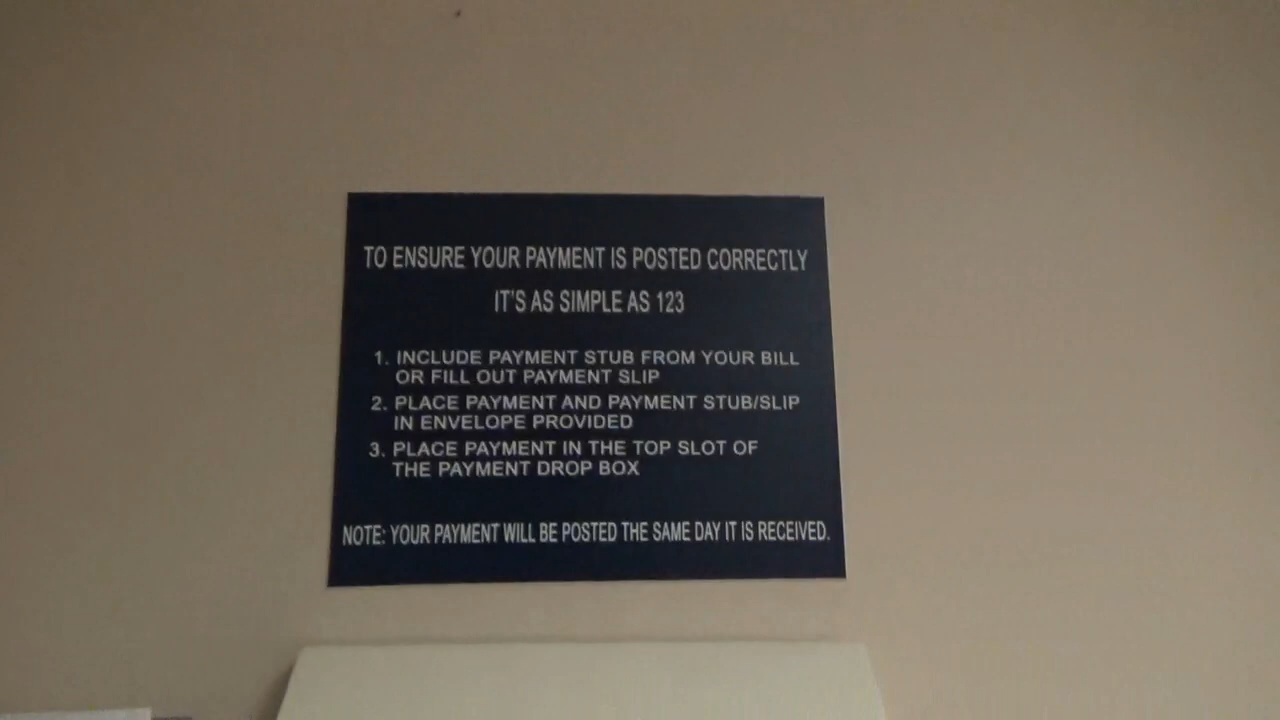 TO ENSURE YOUR PAYMENT IS POSTED CORRECTLY
IT'S AS SIMPLE AS 123
1. INCLUDE PAYMENT STUB FROM YOUR BILL
OR FILL OUT PAYMENT SLIP
2. PLACE PAYMENT AND PAYMENT STUB/SLIP
IN ENVELOPE PROVIDED
3. PLACE PAYMENT IN THE TOP SLOT OF
THE PAYMENT DROP BOX
NOTE: YOUR PAYMENT WILL BE POSTED THE SAME DAY IT IS RECEIVED.